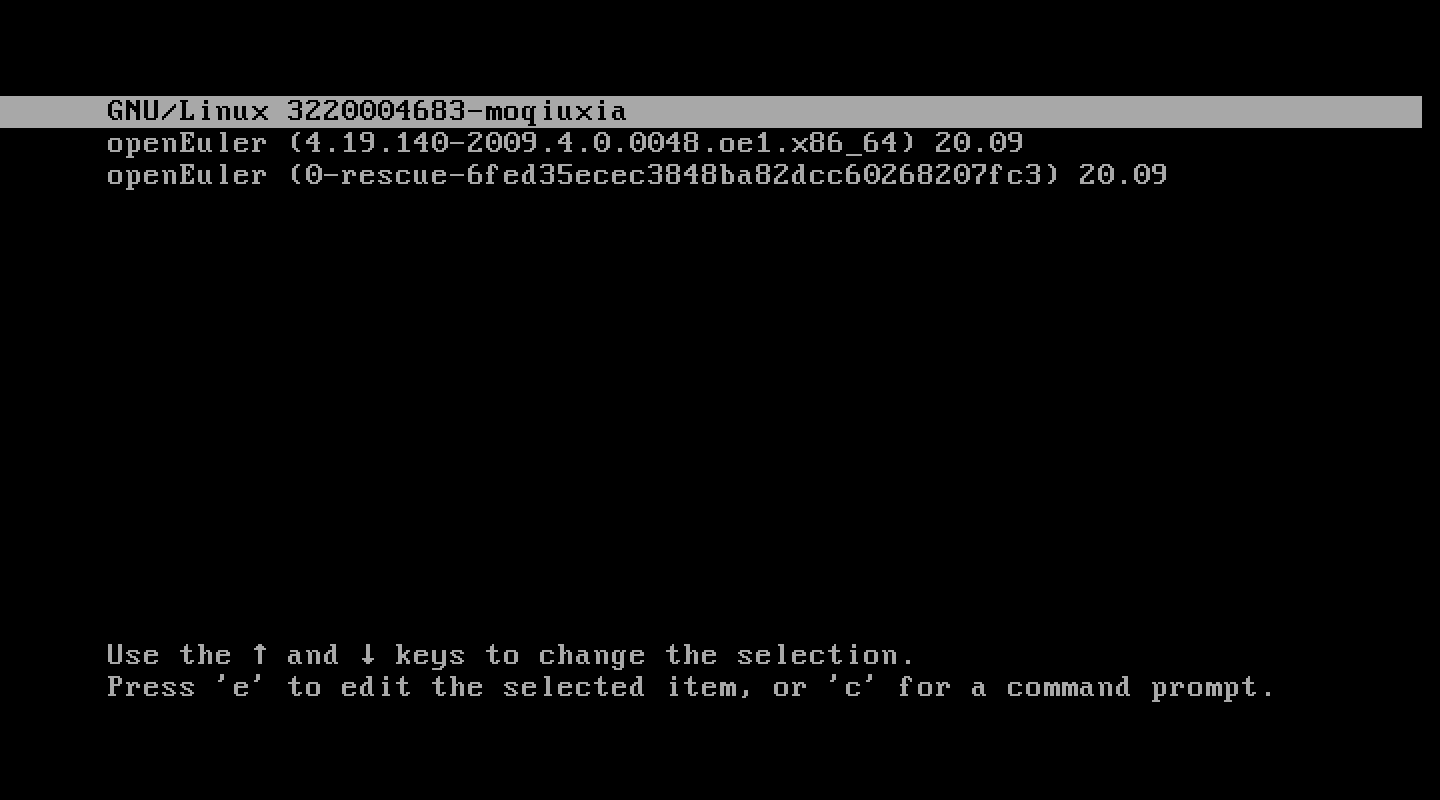 GNU/Linux 3220004683-moqiuxia
openEuler (4.19.140-2009.4.0.0048.oe1.x86_64) 20.09
openEuler (0-rescue-6fed35ecec3848ba82dcc60268207fc3) 20.09
Use the ↑ and ↓ keys to change the selection.
Press 'e' to edit the selected item, or 'c' for a command prompt.